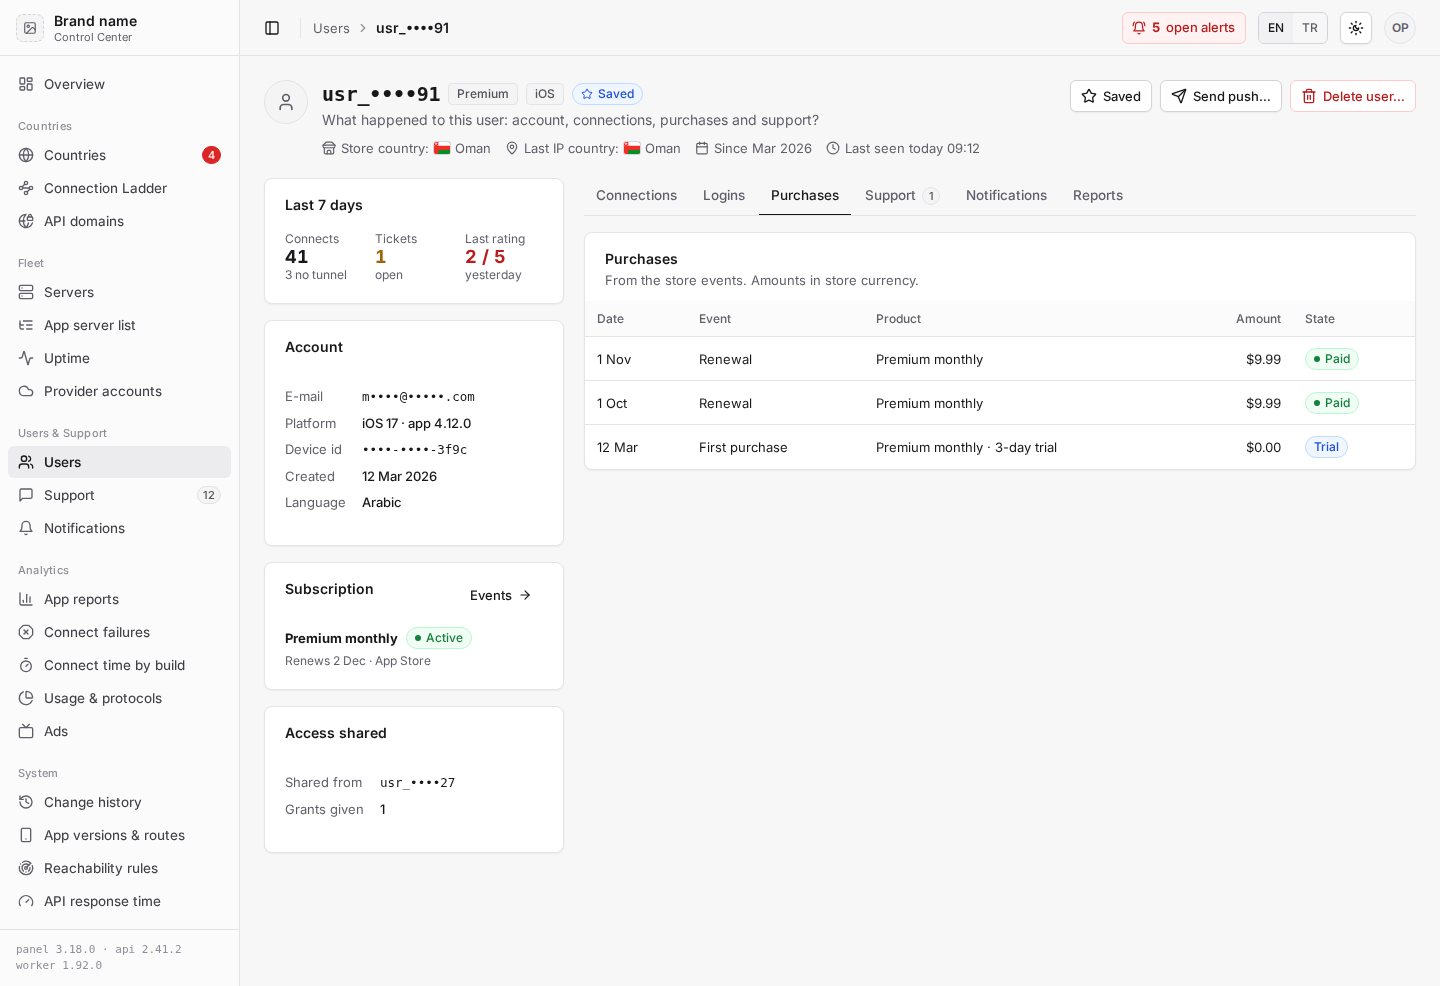 Brand name
Control Center
Overview
Countries
Countries 4
Connection Ladder
API domains
Fleet
Servers
App server list
Uptime
Provider accounts
Users & Support
Users
Support 12
Notifications
Analytics
App reports
Connect failures
Connect time by build
Usage & protocols
Ads
System
Change history
App versions & routes
Reachability rules
API response time
panel 3.18.0 · api 2.41.2
worker 1.92.0
Users > usr_••••91
5 open alerts
EN TR
OP
usr_••••91 Premium iOS Saved
What happened to this user: account, connections, purchases and support?
Store country: Oman Last IP country: Oman Since Mar 2026 Last seen today 09:12
Saved Send push... Delete user...
Last 7 days
Connects Tickets Last rating
41 1 2 / 5
3 no tunnel open yesterday
Account
E-mail m••••@•••••.com
Platform iOS 17 · app 4.12.0
Device id ••••-••••-3f9c
Created 12 Mar 2026
Language Arabic
Subscription Events →
Premium monthly Active
Renews 2 Dec · App Store
Access shared
Shared from usr_••••27
Grants given 1
Connections Logins Purchases Support 1 Notifications Reports
Purchases
From the store events. Amounts in store currency.
Date Event Product Amount State
1 Nov Renewal Premium monthly $9.99 Paid
1 Oct Renewal Premium monthly $9.99 Paid
12 Mar First purchase Premium monthly · 3-day trial $0.00 Trial